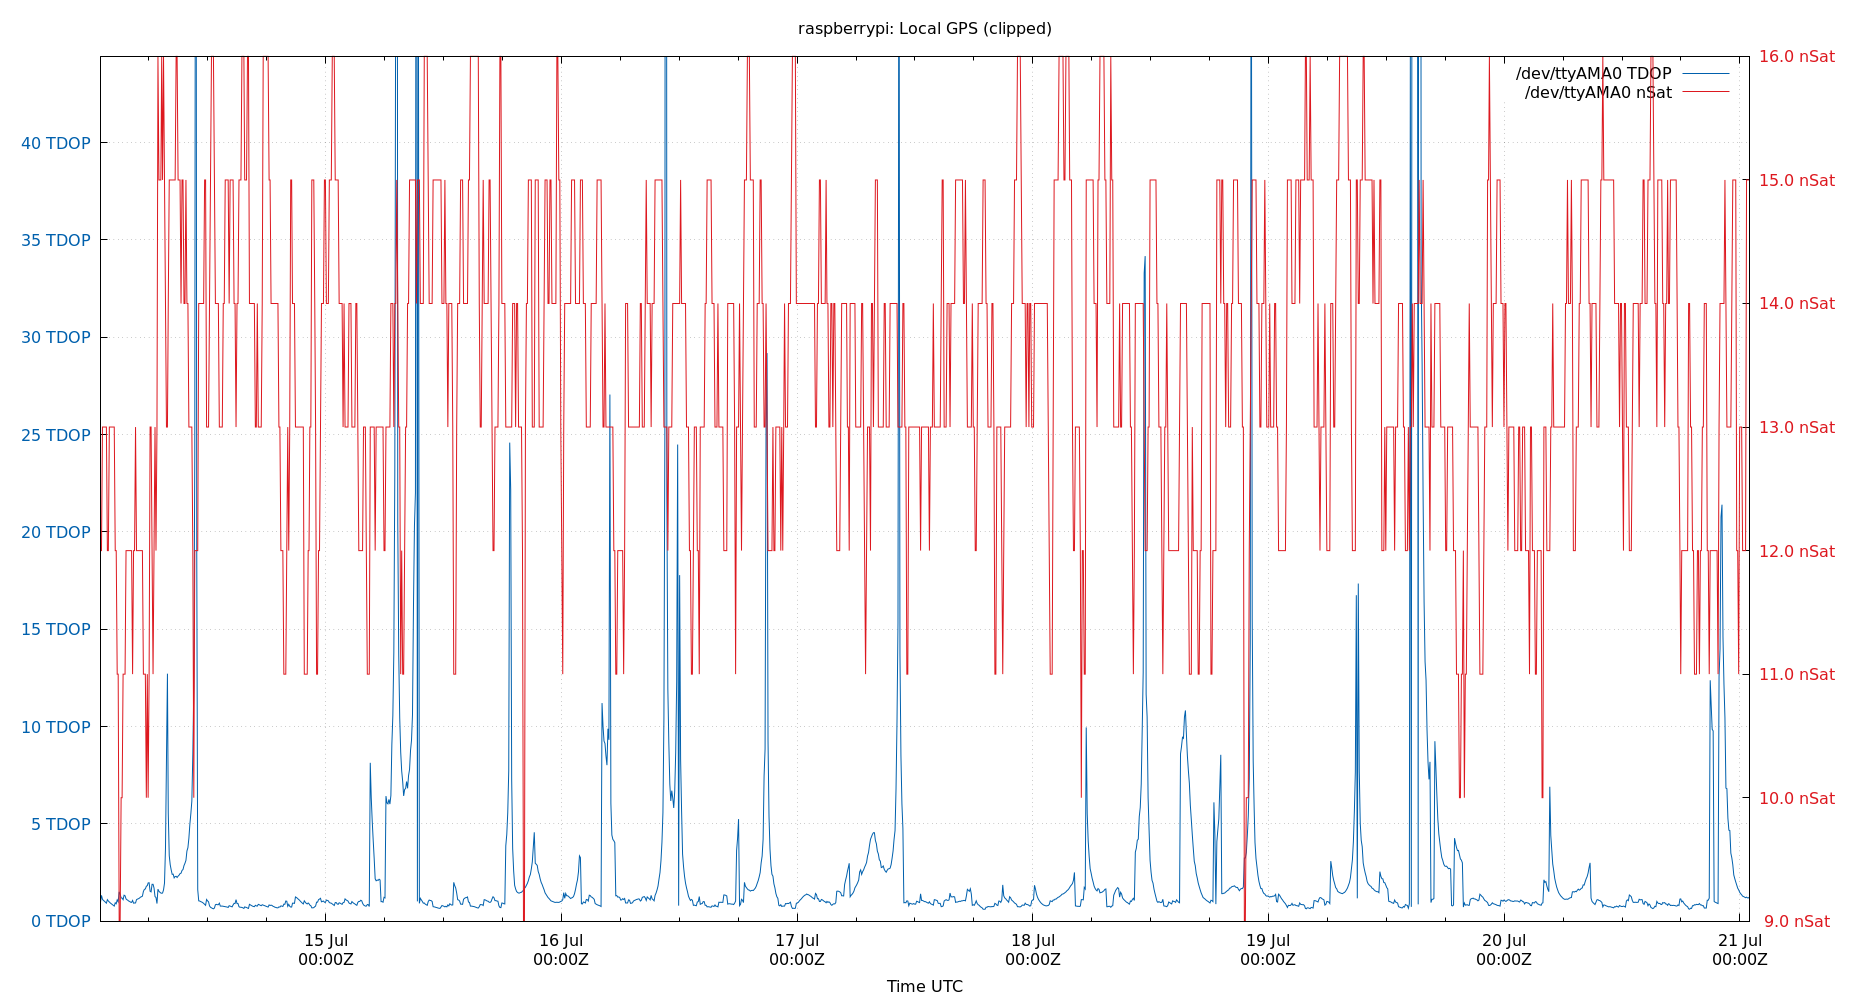 raspberrypi: Local GPS (clipped)
/dev/ttyAMA0 TDOP
/dev/ttyAMA0 nSat
40 TDOP
35 TDOP
30 TDOP
25 TDOP
20 TDOP
15 TDOP
10 TDOP
5 TDOP
0 TDOP
16.0 nSat
15.0 nSat
14.0 nSat
13.0 nSat
12.0 nSat
11.0 nSat
10.0 nSat
9.0 nSat
15 Jul
00:00Z
16 Jul
00:00Z
17 Jul
00:00Z
18 Jul
00:00Z
19 Jul
00:00Z
20 Jul
00:00Z
21 Jul
00:00Z
Time UTC